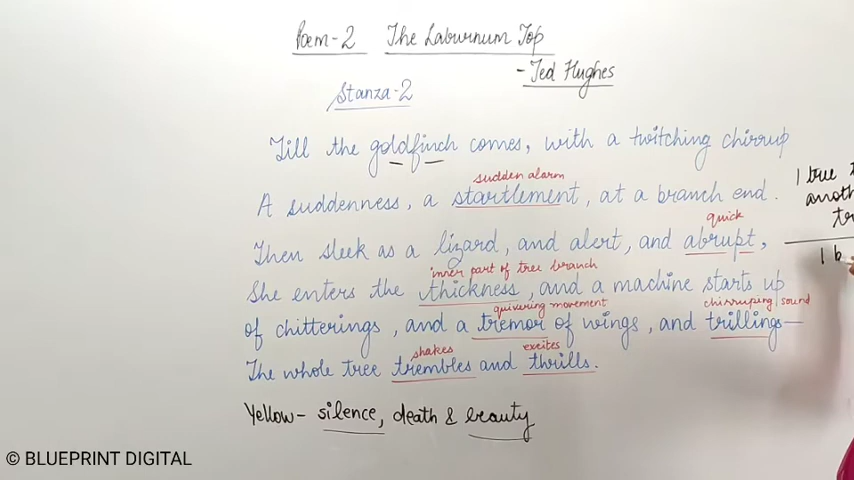 Poem-2 The Laburnum Top
- Ted Hughes
Stanza-2
Till the goldfinch comes, with a twitching chirrup
sudden alarm
A suddenness, a startlement, at a branch end.
quick
Then sleek as a lizard, and alert, and abrupt,
inner part of tree branch
She enters the thickness, and a machine starts up
quivering movement chirruping sound
of chitterings, and a tremor of wings, and trillings—
shakes excites
The whole tree trembles and thrills.
Yellow- silence, death & beauty
1 tree
1 b
© BLUEPRINT DIGITAL